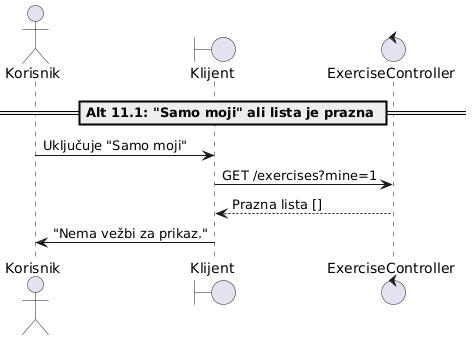 Korisnik Klijent ExerciseController
Alt 11.1: "Samo moji" ali lista je prazna
Uključuje "Samo moji"
GET /exercises?mine=1
Prazna lista []
"Nema vežbi za prikaz."
Korisnik Klijent ExerciseController